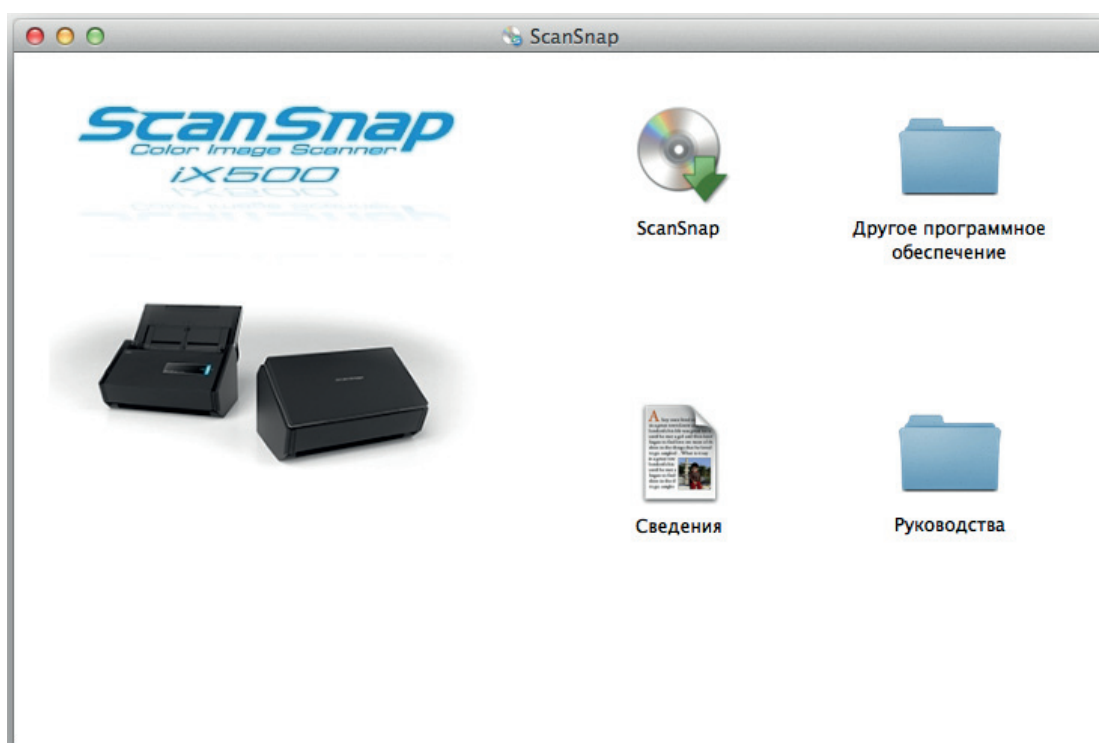 ScanSnap
ScanSnap
Color Image Scanner
iX500
ScanSnap
Другое программное
обеспечение
Сведения
Руководства